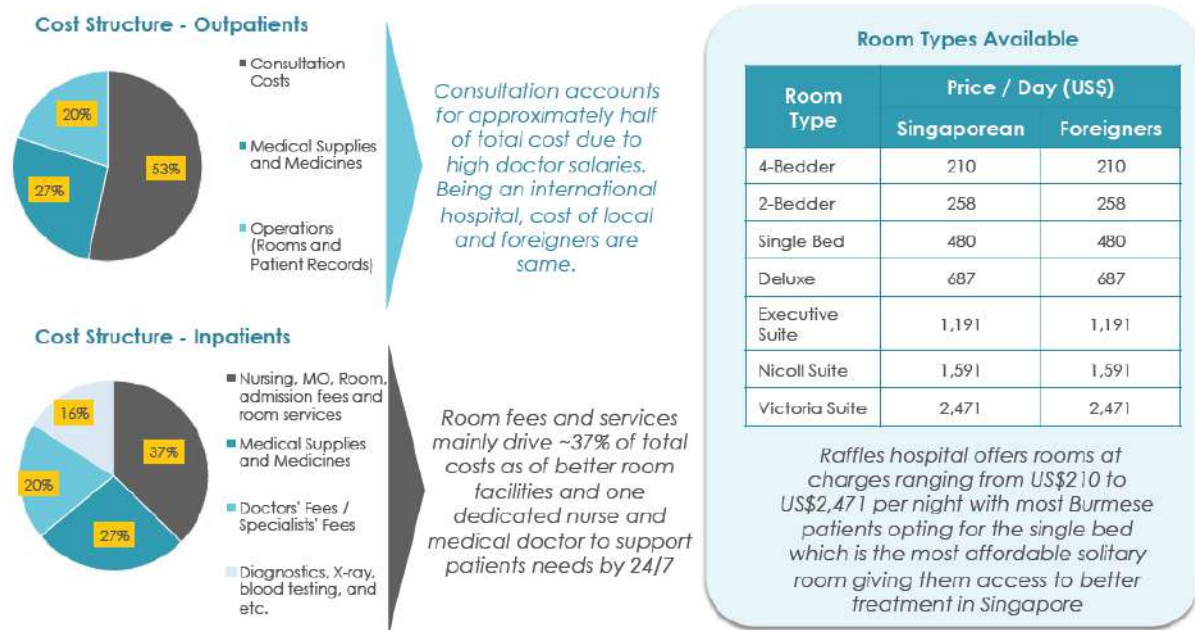 Cost Structure - Outpatients
20%
53%
27%
Consultation
Costs
Medical Supplies
and Medicines
Operations
(Rooms and
Patient Records)
Consultation accounts
for approximately half
of total cost due to
high doctor salaries.
Being an international
hospital, cost of local
and foreigners are
same.
Cost Structure - Inpatients
16%
37%
20%
27%
Nursing, MO, Room,
admission fees and
room services
Medical Supplies
and Medicines
Doctors' Fees /
Specialists' Fees
Diagnostics, X-ray,
blood testing, and
etc.
Room fees and services
mainly drive ~37% of total
costs as of better room
facilities and one
dedicated nurse and
medical doctor to support
patients needs by 24/7
Room Types Available
Room Type Price / Day (US$)
Singaporean Foreigners
4-Bedder 210 210
2-Bedder 258 258
Single Bed 480 480
Deluxe 687 687
Executive
Suite 1,191 1,191
Nicoll Suite 1,591 1,591
Victoria Suite 2,471 2,471
Raffles hospital offers rooms at
charges ranging from US$210 to
US$2,471 per night with most Burmese
patients opting for the single bed
which is the most affordable solitary
room giving them access to better
treatment in Singapore